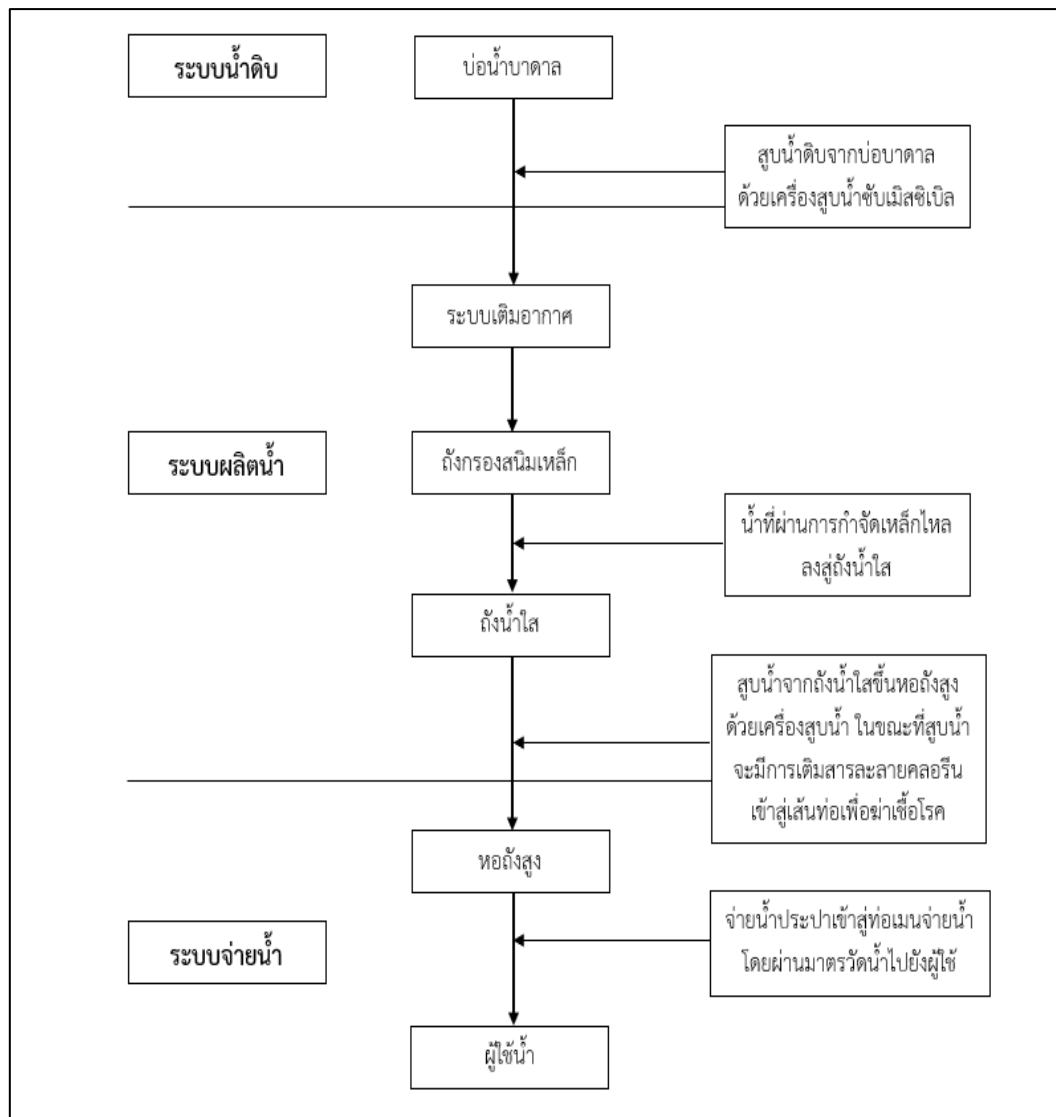 ระบบน้ำดิบ
บ่อน้ำบาดาล
สูบน้ำดิบจากบ่อบาดาล
ด้วยเครื่องสูบน้ำซับเมิสซิเบิล
ระบบเติมอากาศ
ระบบผลิตน้ำ
ถังกรองสนิมเหล็ก
น้ำที่ผ่านการกำจัดเหล็กไหล
ลงสู่ถังน้ำใส
ถังน้ำใส
สูบน้ำจากถังน้ำใสขึ้นหอถังสูง
ด้วยเครื่องสูบน้ำ ในขณะที่สูบน้ำ
จะมีการเติมสารละลายคลอรีน
เข้าสู่เส้นท่อเพื่อฆ่าเชื้อโรค
หอถังสูง
ระบบจ่ายน้ำ
จ่ายน้ำประปาเข้าสู่ท่อเมนจ่ายน้ำ
โดยผ่านมาตรวัดน้ำไปยังผู้ใช้
ผู้ใช้น้ำ